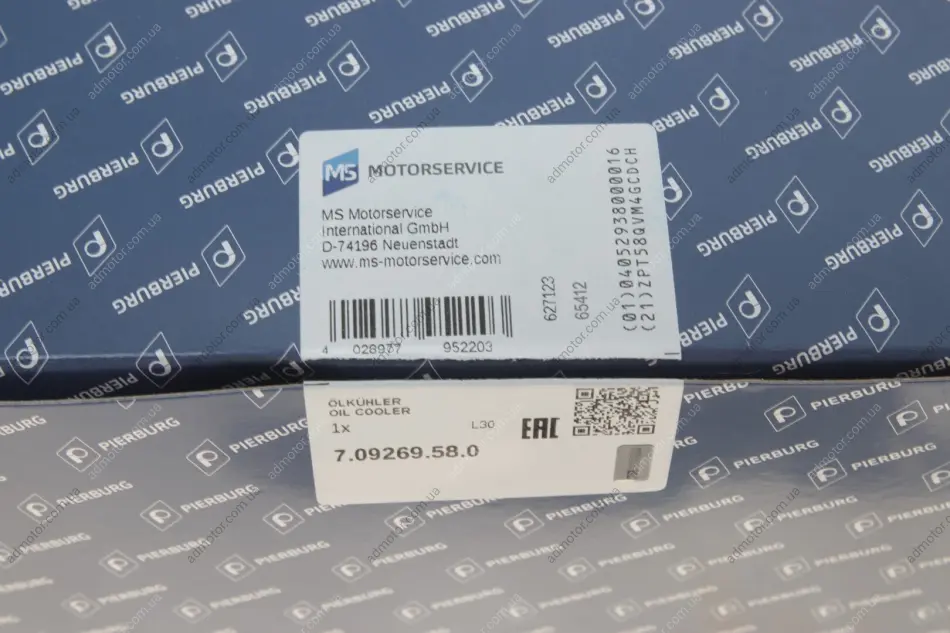 MS MOTORSERVICE
MS Motorservice
International GmbH
D-74196 Neuenstadt
www.ms-motorservice.com
4 028977 952203
627123
65412
(01)04052938000016
(21)ZPT58QVM4GCDCH
ÖLKÜHLER
OIL COOLER
1x
L30
EAC
7.09269.58.0
PIERBURG
admotor.com.ua